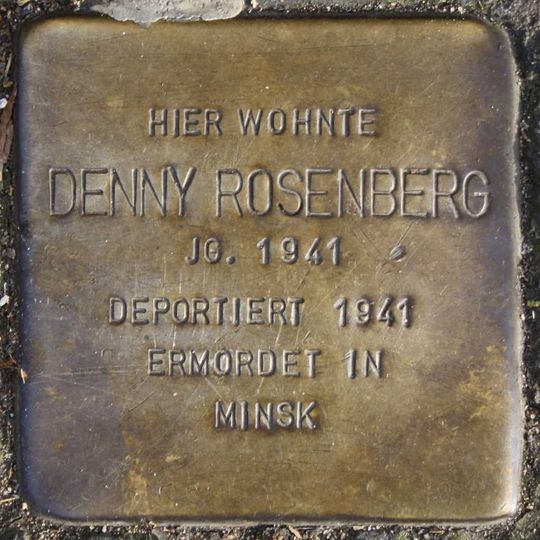 HIER WOHNTE
DENNY ROSENBERG
JG. 1941
DEPORTIERT 1941
ERMORDET IN
MINSK